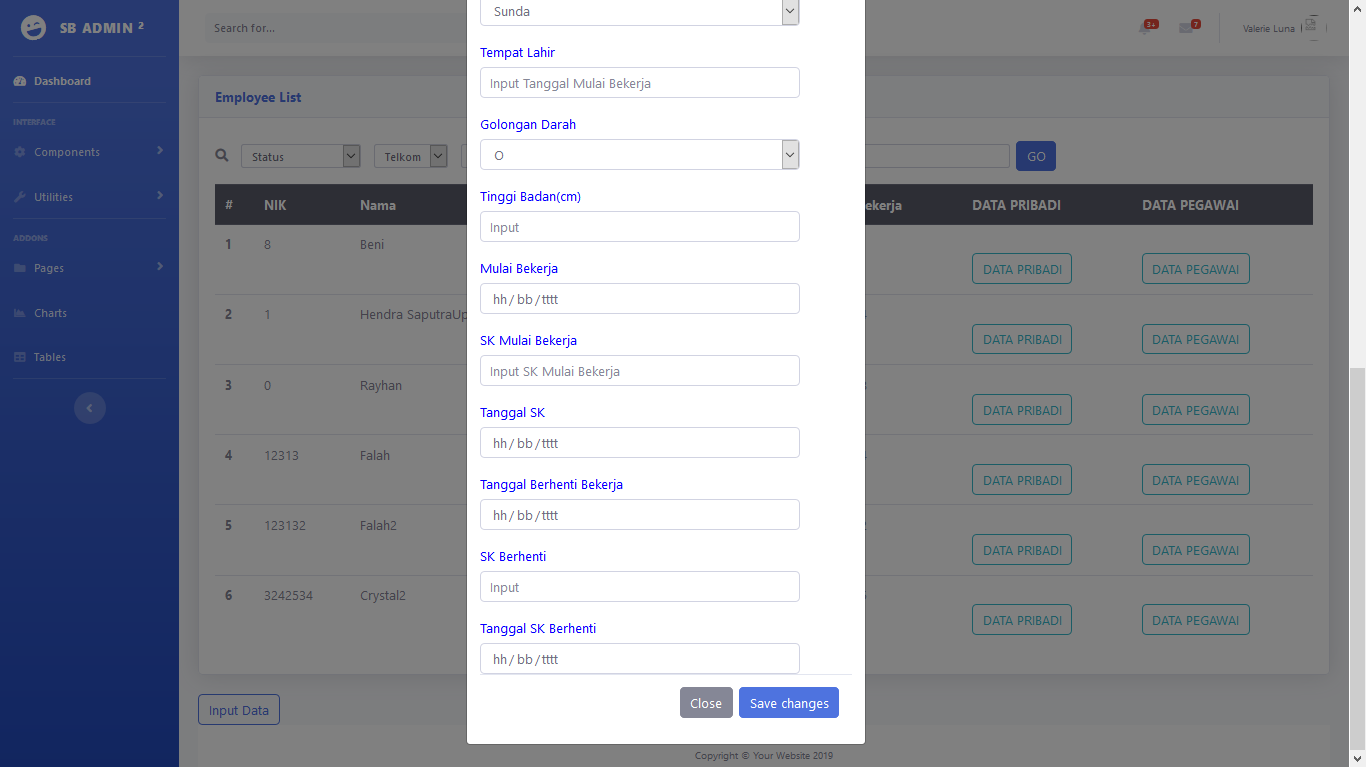 SB ADMIN 2
Dashboard
INTERFACE
Components
Utilities
ADDONS
Pages
Charts
Tables
Search for...
3+
7
Valerie Luna
Employee List
Status
Telkom
GO
# NIK Nama ekerja DATA PRIBADI DATA PEGAWAI
1 8 Beni DATA PRIBADI DATA PEGAWAI
2 1 Hendra SaputraUp DATA PRIBADI DATA PEGAWAI
3 0 Rayhan DATA PRIBADI DATA PEGAWAI
4 12313 Falah DATA PRIBADI DATA PEGAWAI
5 123132 Falah2 DATA PRIBADI DATA PEGAWAI
6 3242534 Crystal2 DATA PRIBADI DATA PEGAWAI
Input Data
Copyright © Your Website 2019
Sunda
Tempat Lahir
Input Tanggal Mulai Bekerja
Golongan Darah
O
Tinggi Badan(cm)
Input
Mulai Bekerja
hh / bb / tttt
SK Mulai Bekerja
Input SK Mulai Bekerja
Tanggal SK
hh / bb / tttt
Tanggal Berhenti Bekerja
hh / bb / tttt
SK Berhenti
Input
Tanggal SK Berhenti
hh / bb / tttt
Close
Save changes